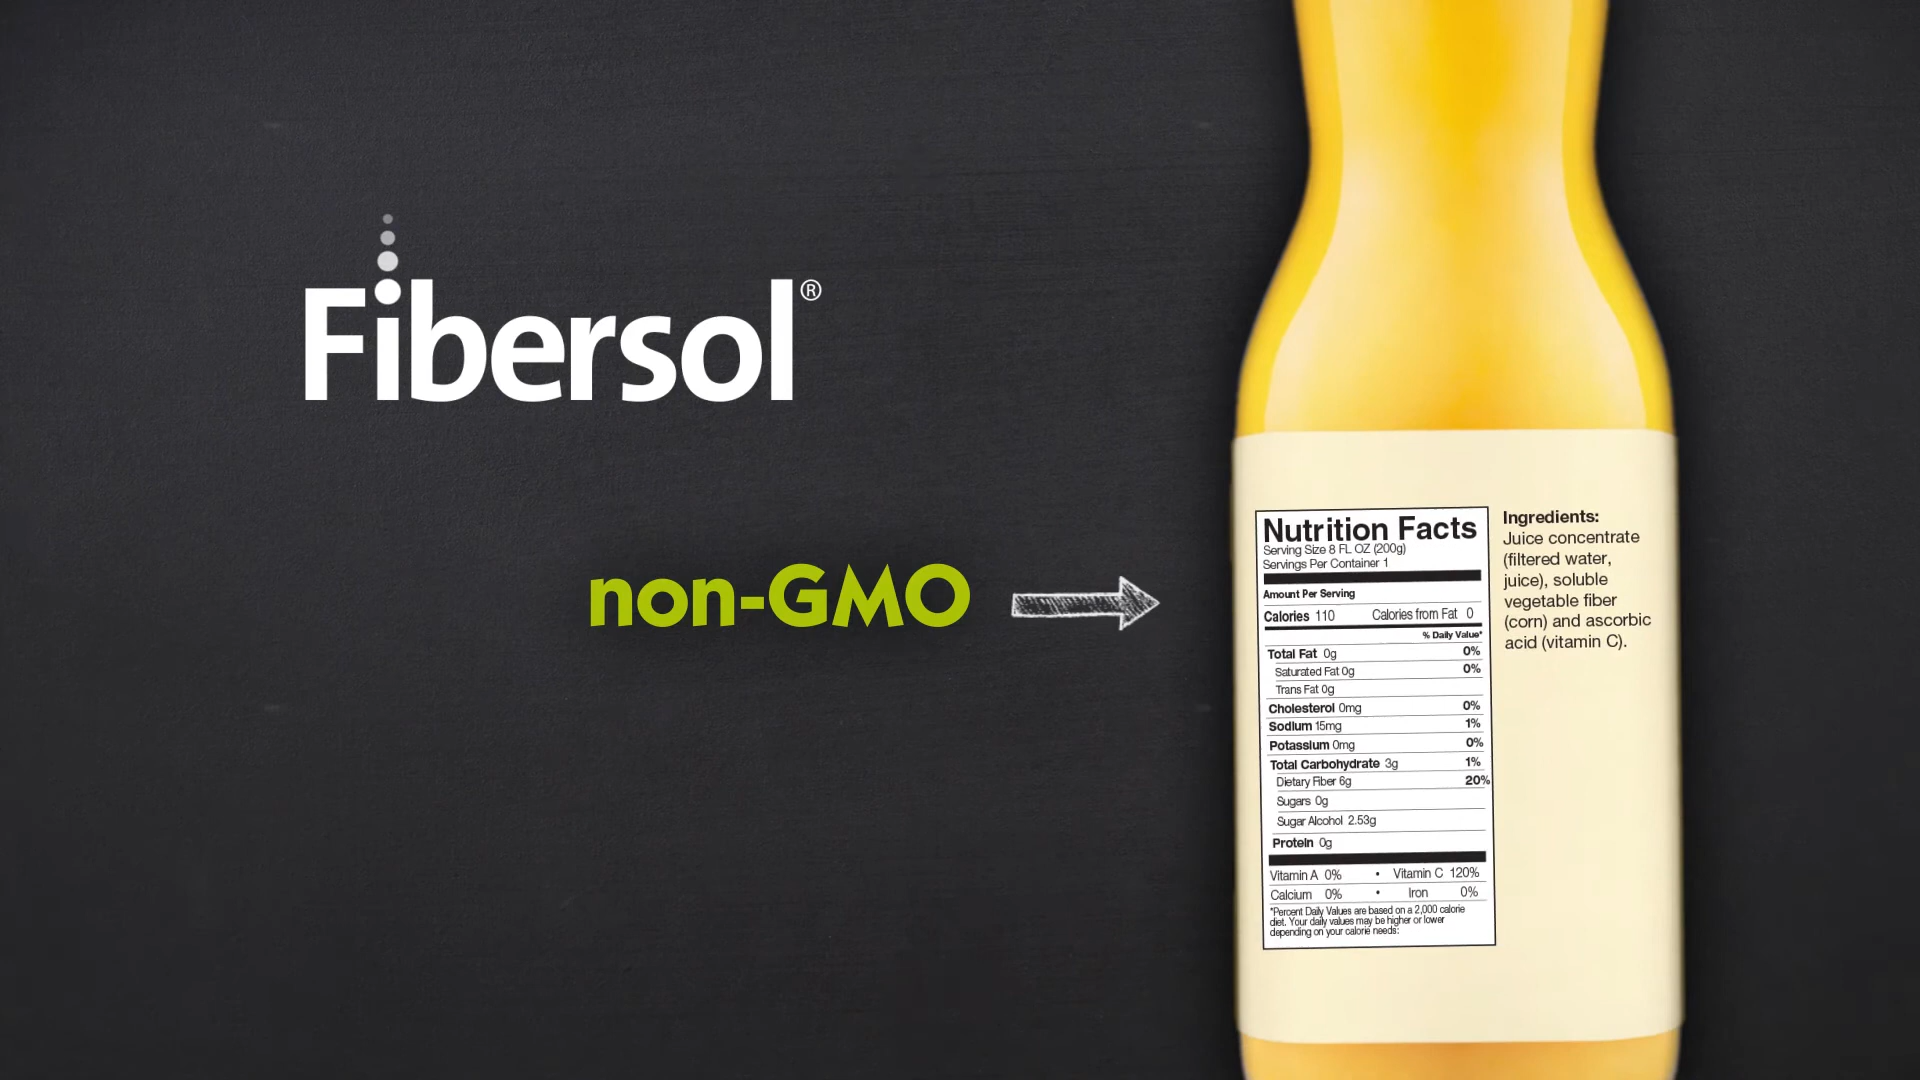 Fibersol®
non-GMO
Nutrition Facts
Serving Size 8 FL OZ (200g)
Servings Per Container 1
Amount Per Serving
Calories 110 Calories from Fat 0
% Daily Value*
Total Fat 0g 0%
Saturated Fat 0g 0%
Trans Fat 0g
Cholesterol 0mg 0%
Sodium 15mg 1%
Potassium 0mg 0%
Total Carbohydrate 3g 1%
Dietary Fiber 6g 20%
Sugars 0g
Sugar Alcohol 2.53g
Protein 0g
Vitamin A 0% • Vitamin C 120%
Calcium 0% • Iron 0%
*Percent Daily Values are based on a 2,000 calorie
diet. Your daily values may be higher or lower
depending on your calorie needs:
Ingredients:
Juice concentrate
(filtered water,
juice), soluble
vegetable fiber
(corn) and ascorbic
acid (vitamin C).